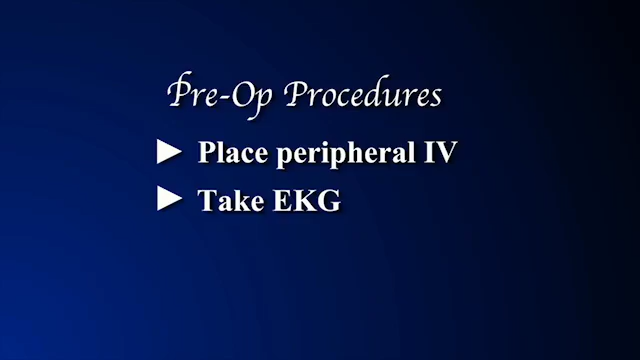 Pre-Op Procedures
► Place peripheral IV
► Take EKG